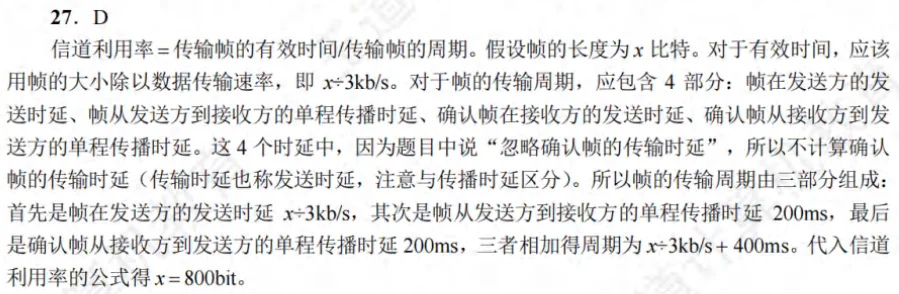 27．D
信道利用率=传输帧的有效时间/传输帧的周期。假设帧的长度为 x 比特。对于有效时间，应该
用帧的大小除以数据传输速率，即 x÷3kb/s。对于帧的传输周期，应包含 4 部分：帧在发送方的发
送时延、帧从发送方到接收方的单程传播时延、确认帧在接收方的发送时延、确认帧从接收方到发
送方的单程传播时延。这 4 个时延中，因为题目中说“忽略确认帧的传输时延”，所以不计算确认
帧的传输时延（传输时延也称发送时延，注意与传播时延区分）。所以帧的传输周期由三部分组成：
首先是帧在发送方的发送时延 x÷3kb/s，其次是帧从发送方到接收方的单程传播时延 200ms，最后
是确认帧从接收方到发送方的单程传播时延 200ms，三者相加得周期为 x÷3kb/s + 400ms。代入信道
利用率的公式得 x = 800bit。